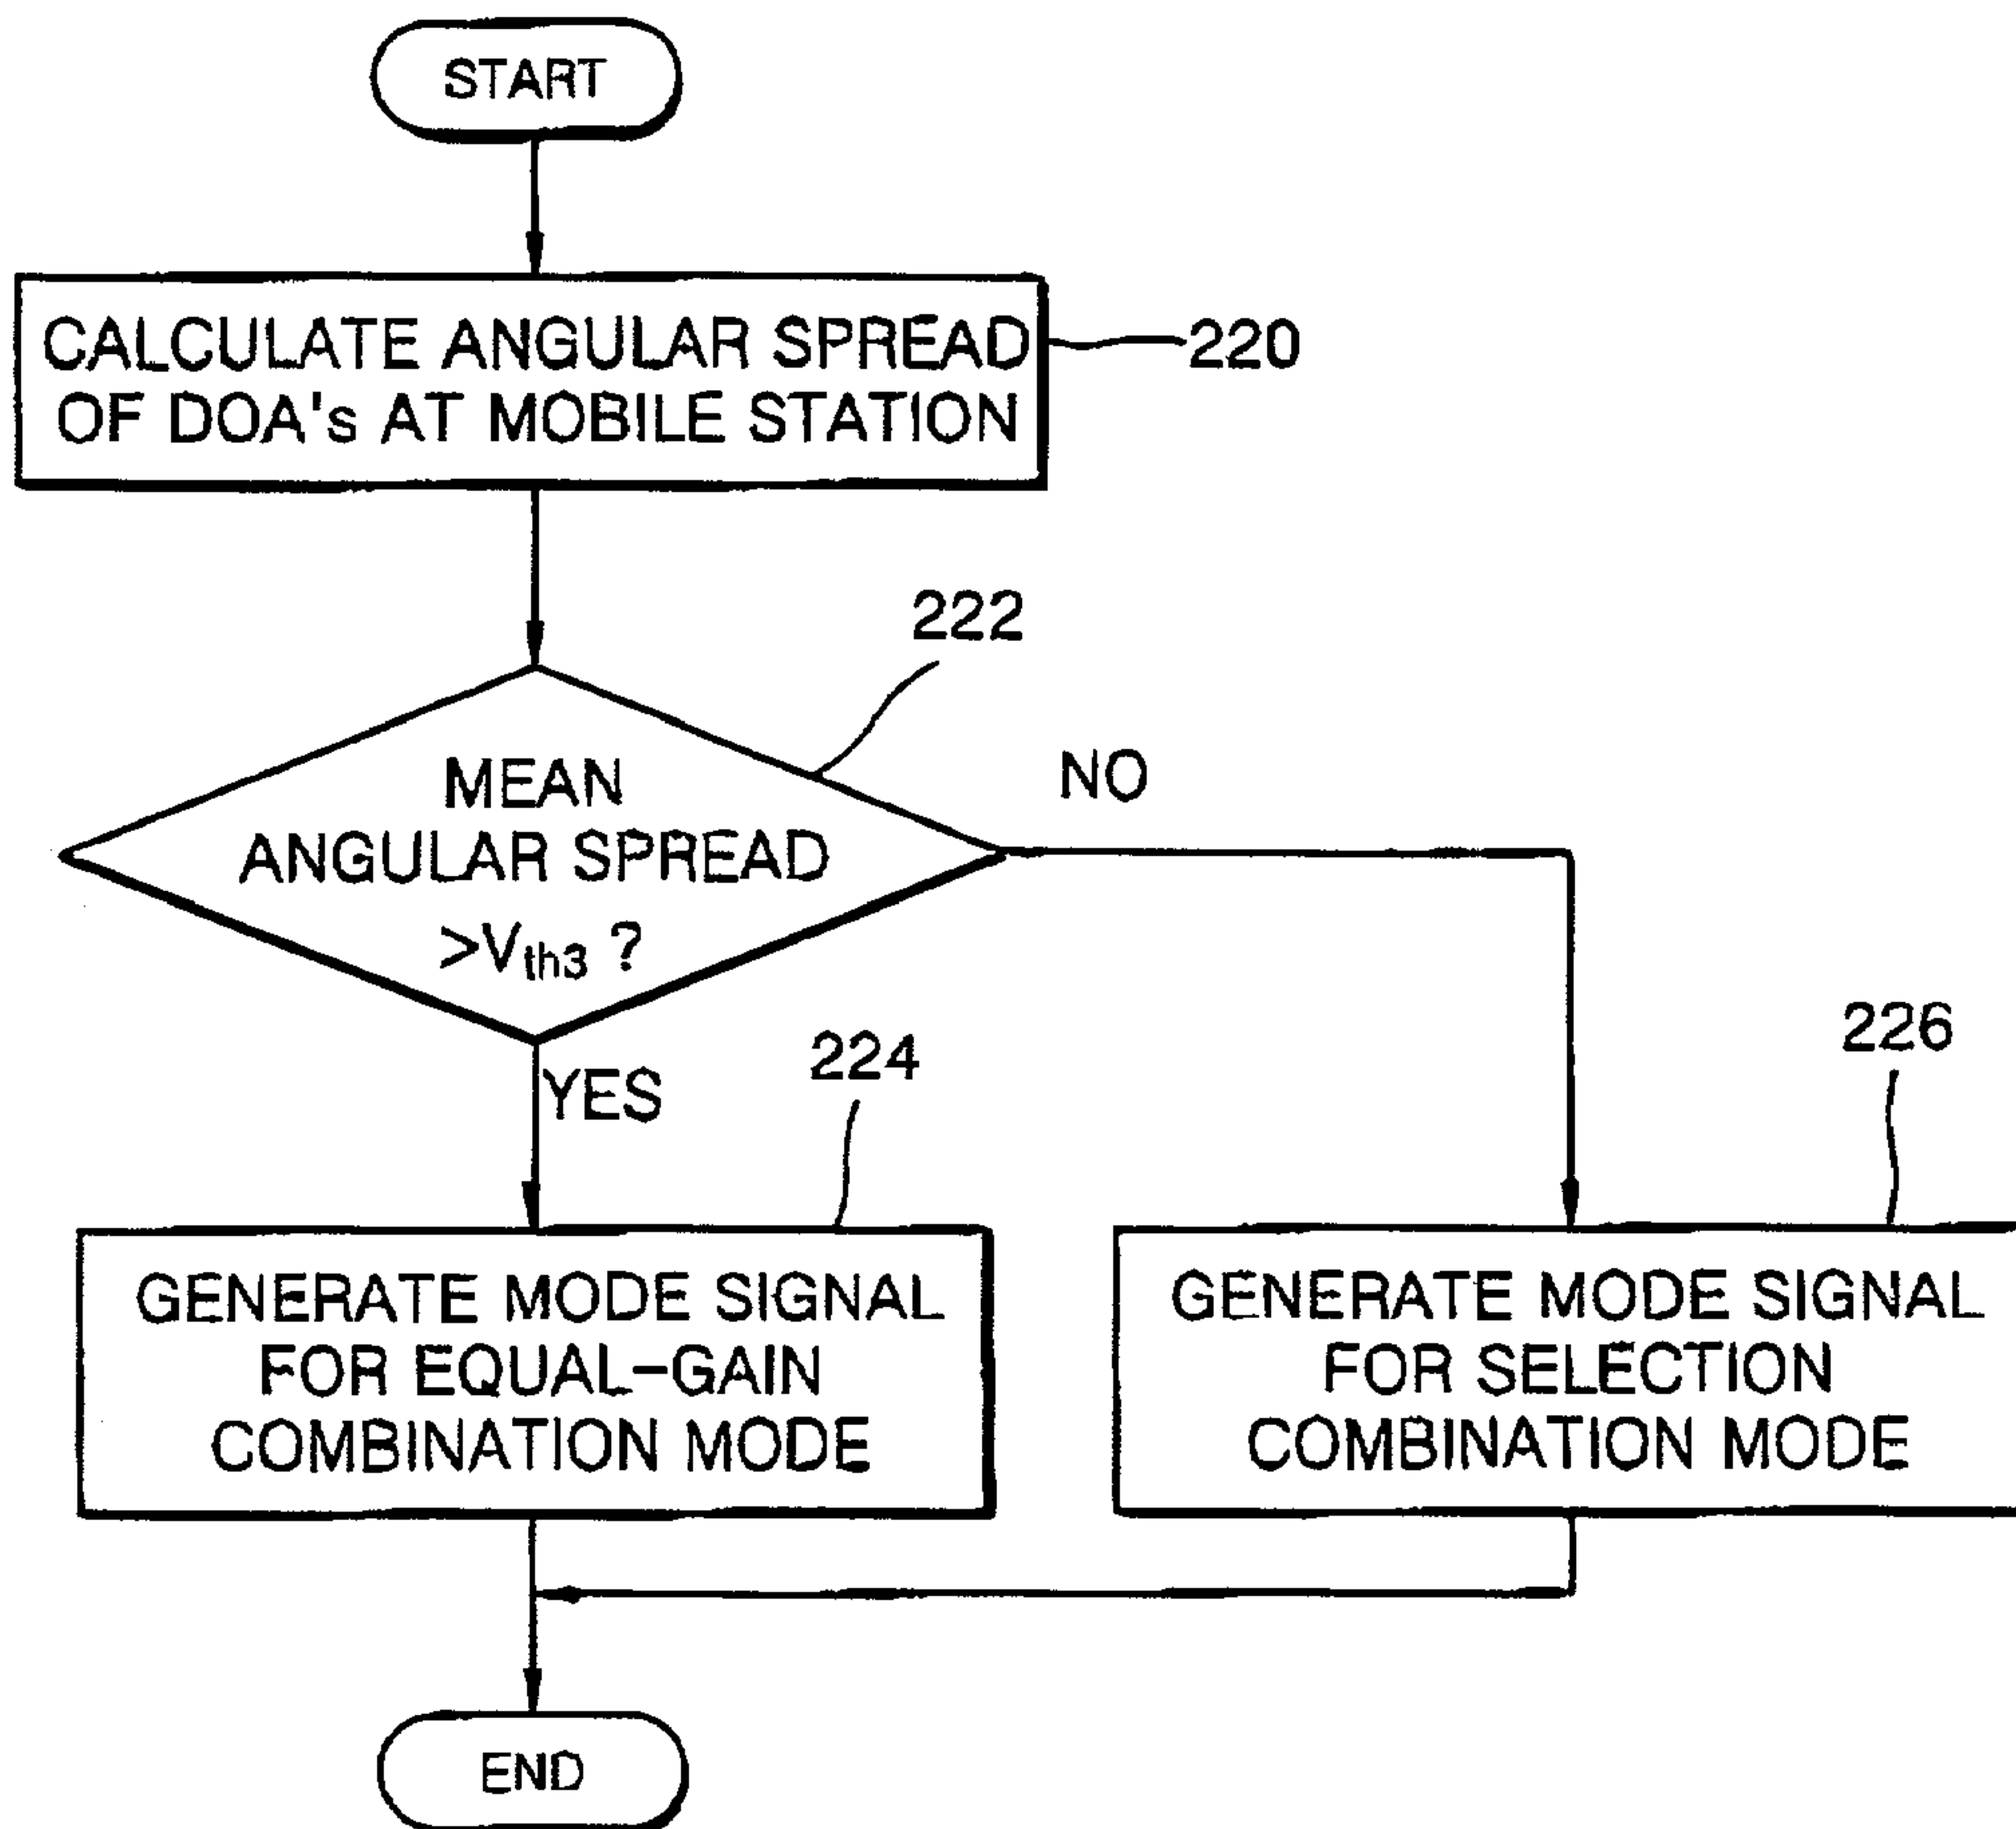 START
CALCULATE ANGULAR SPREAD
OF DOA's AT MOBILE STATION
220
222
MEAN
ANGULAR SPREAD
>Vth3 ?
NO
YES
224
226
GENERATE MODE SIGNAL
FOR EQUAL-GAIN
COMBINATION MODE
GENERATE MODE SIGNAL
FOR SELECTION
COMBINATION MODE
END